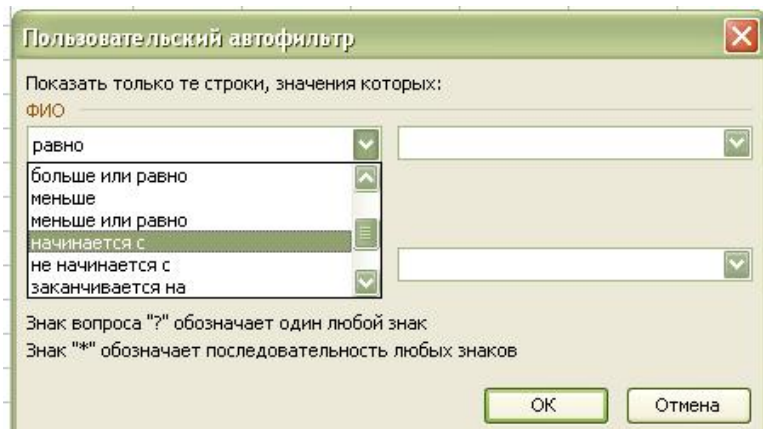 Пользовательский автофильтр
Показать только те строки, значения которых:
ФИО
равно
больше или равно
меньше
меньше или равно
начинается с
не начинается с
заканчивается на
Знак вопроса "?" обозначает один любой знак
Знак "*" обозначает последовательность любых знаков
ОК
Отмена